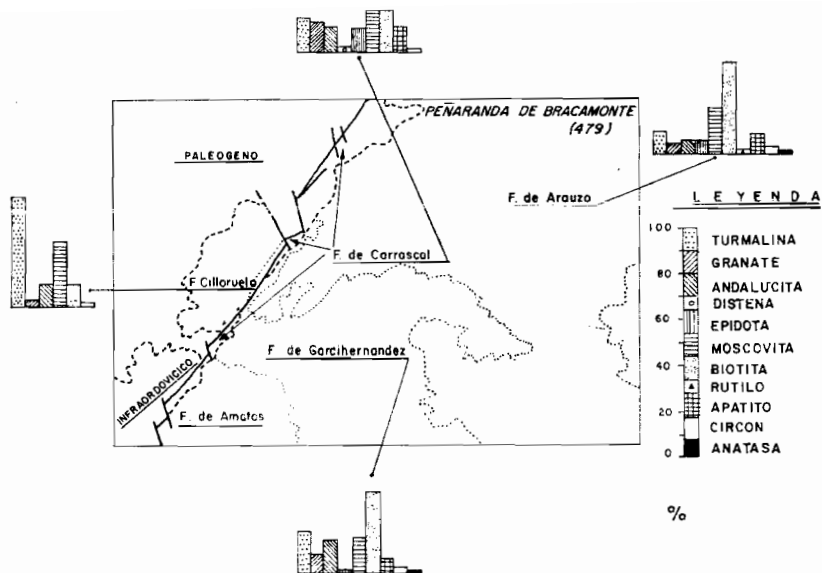 PEÑARANDA DE BRACAMONTE
(479)
PALEOGENO
F. de Arauzo
LEYENDA
F. de Carrascal
F. Cilloruelo
F. de Garcihernandez
INFRAORDOVICICO
F. de Amatos
100
80
60
40
20
0
TURMALINA
GRANATE
ANDALUCITA
DISTENA
EPIDOTA
MOSCOVITA
BIOTITA
RUTILO
APATITO
CIRCON
ANATASA
%